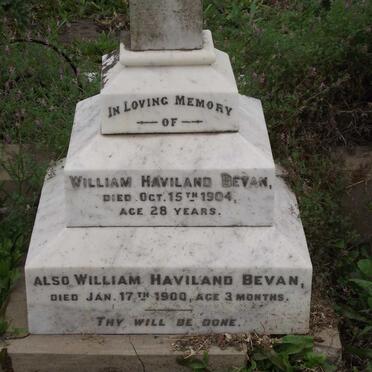 IN LOVING MEMORY
OF
WILLIAM HAVILAND BEVAN,
DIED OCT. 15TH 1904,
AGE 28 YEARS.
ALSO WILLIAM HAVILAND BEVAN,
DIED JAN. 17TH 1900, AGE 3 MONTHS.
THY WILL BE DONE.